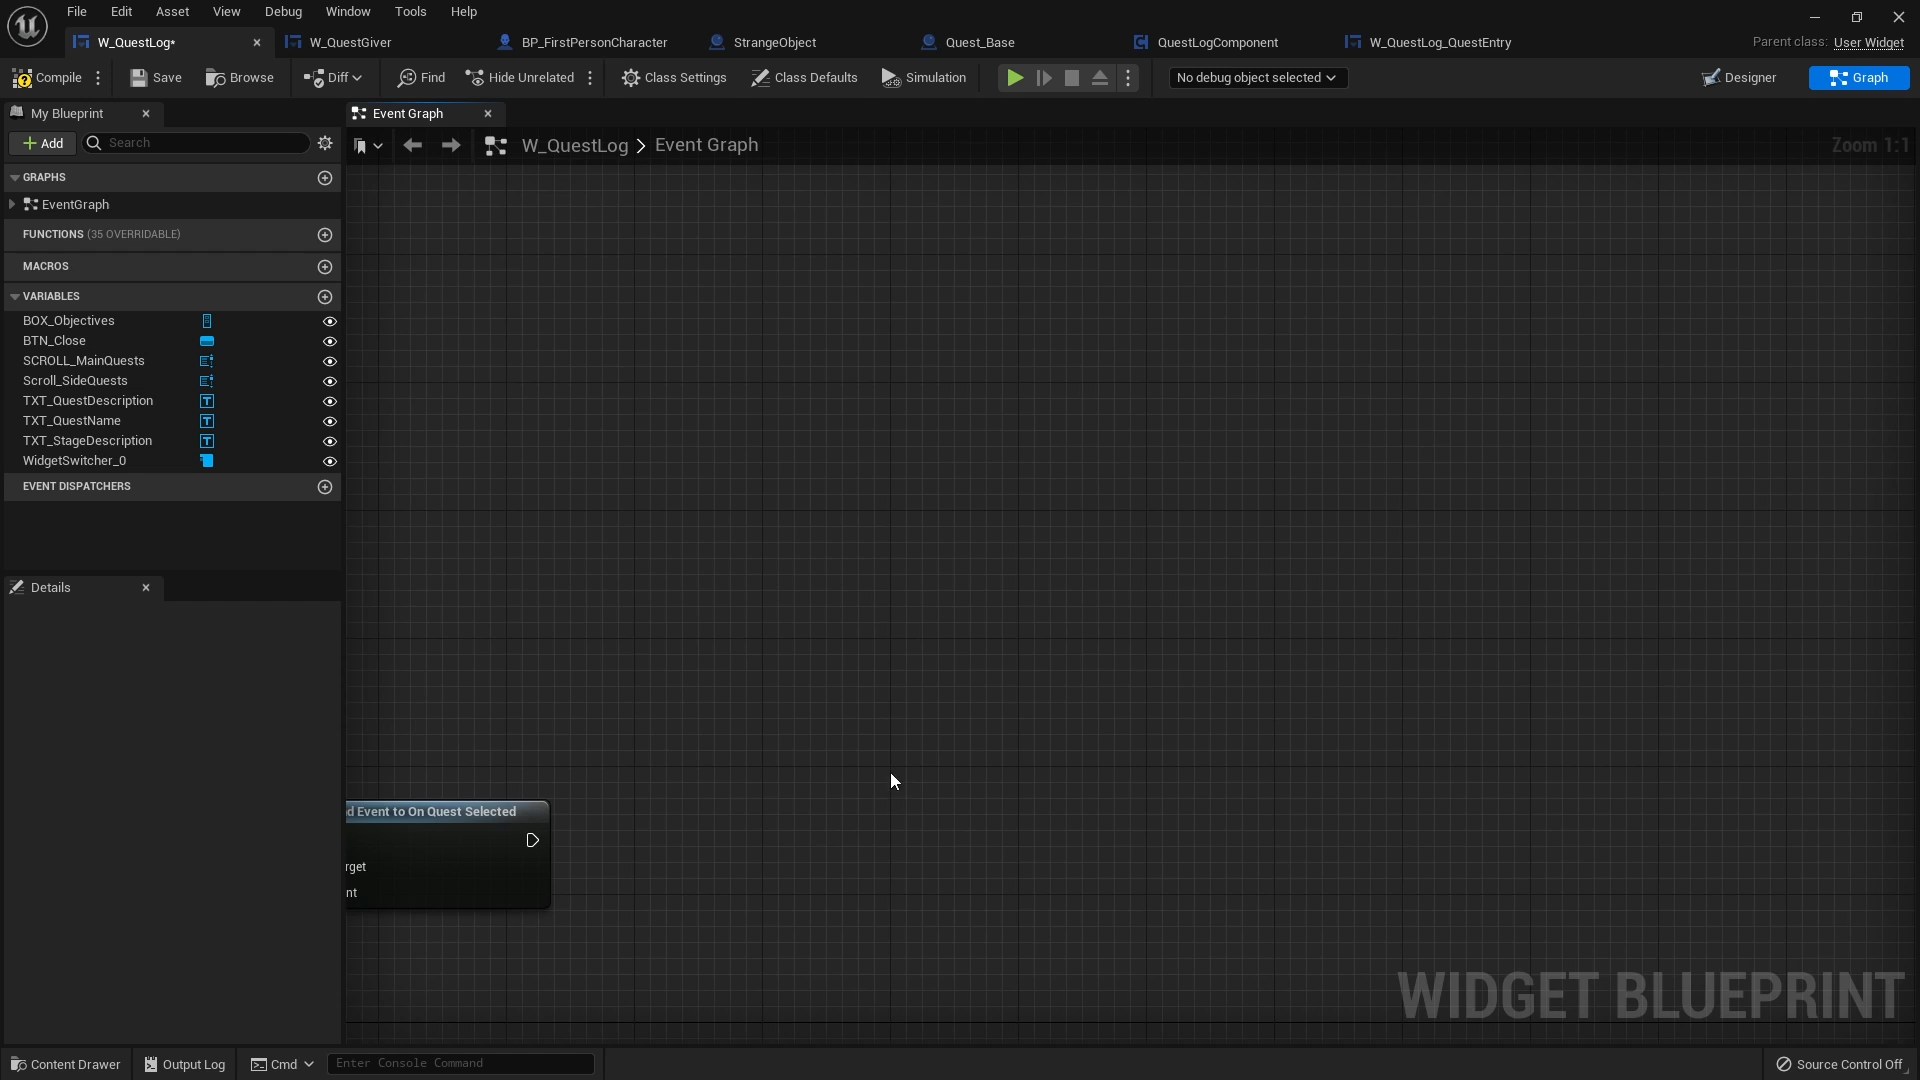 File Edit Asset View Debug Window Tools Help
W_QuestLog* W_QuestGiver BP_FirstPersonCharacter StrangeObject Quest_Base QuestLogComponent W_QuestLog_QuestEntry Parent class: User Widget
Compile Save Browse Diff Find Hide Unrelated Class Settings Class Defaults Simulation No debug object selected Designer Graph
My Blueprint Event Graph
Add Search W_QuestLog > Event Graph Zoom 1:1
GRAPHS
EventGraph
FUNCTIONS (35 OVERRIDABLE)
MACROS
VARIABLES
BOX_Objectives
BTN_Close
SCROLL_MainQuests
Scroll_SideQuests
TXT_QuestDescription
TXT_QuestName
TXT_StageDescription
WidgetSwitcher_0
EVENT DISPATCHERS
Details
d Event to On Quest Selected
rget
nt
WIDGET BLUEPRINT
Content Drawer Output Log Cmd Enter Console Command Source Control Off